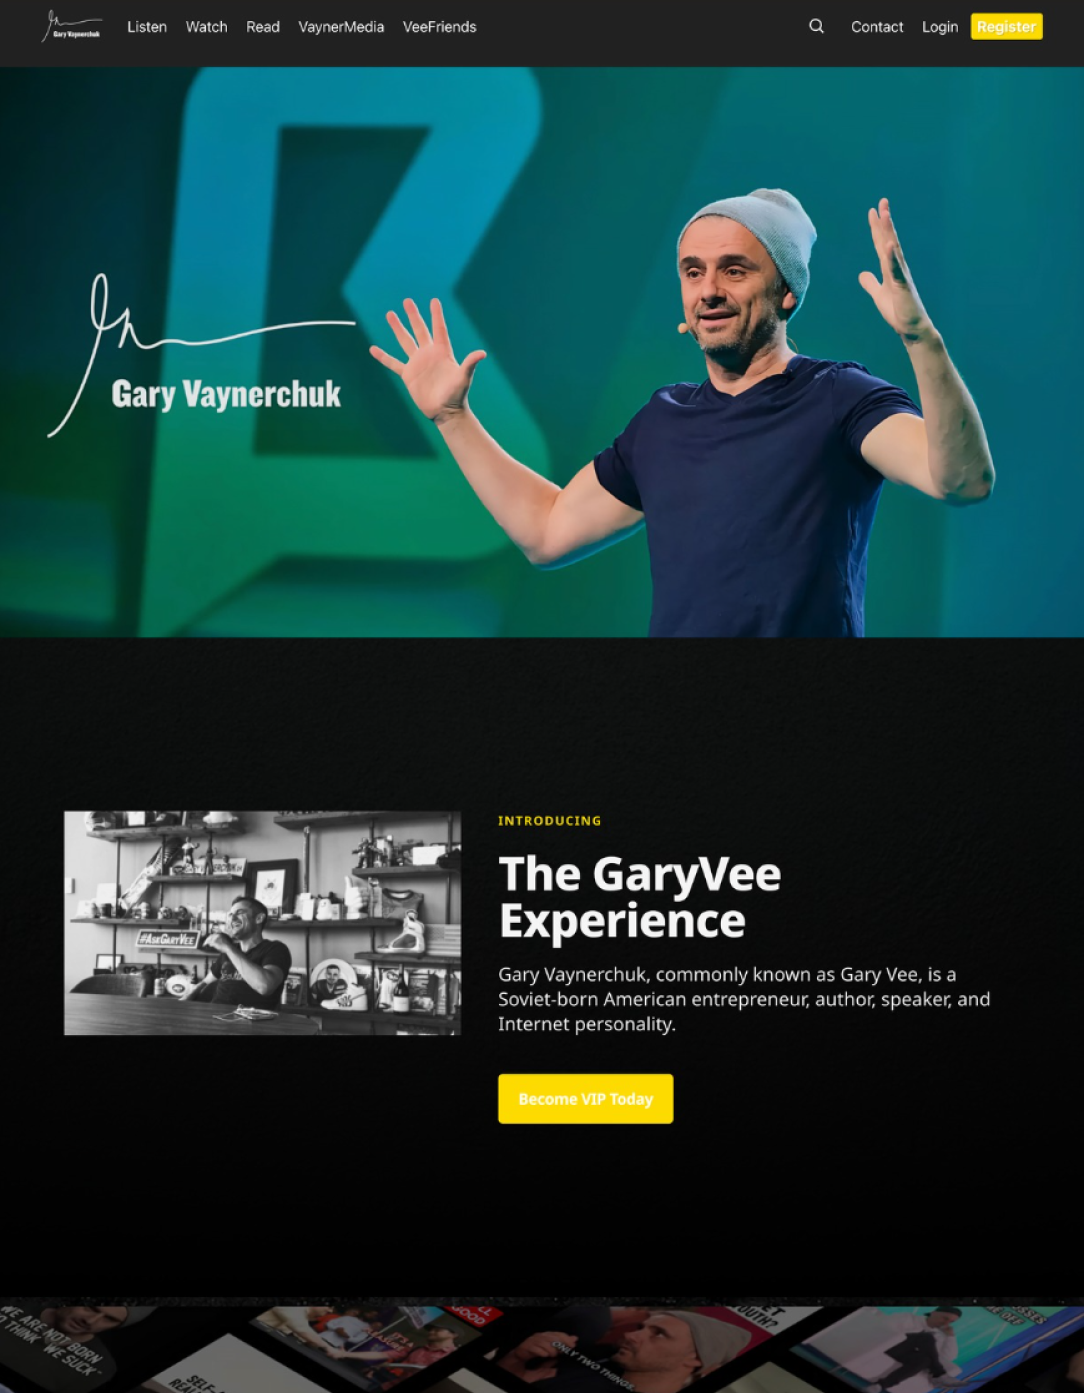 Gary Vaynerchuk
Listen Watch Read VaynerMedia VeeFriends
Contact Login Register
Gary Vaynerchuk
#ASKGARYVEE
INTRODUCING
The GaryVee
Experience
Gary Vaynerchuk, commonly known as Gary Vee, is a
Soviet-born American entrepreneur, author, speaker, and
Internet personality.
Become VIP Today
WE ARE NOT BORN
THINK "WE SUCK"
SELF-
GOOD
ONLY TWO THINGS